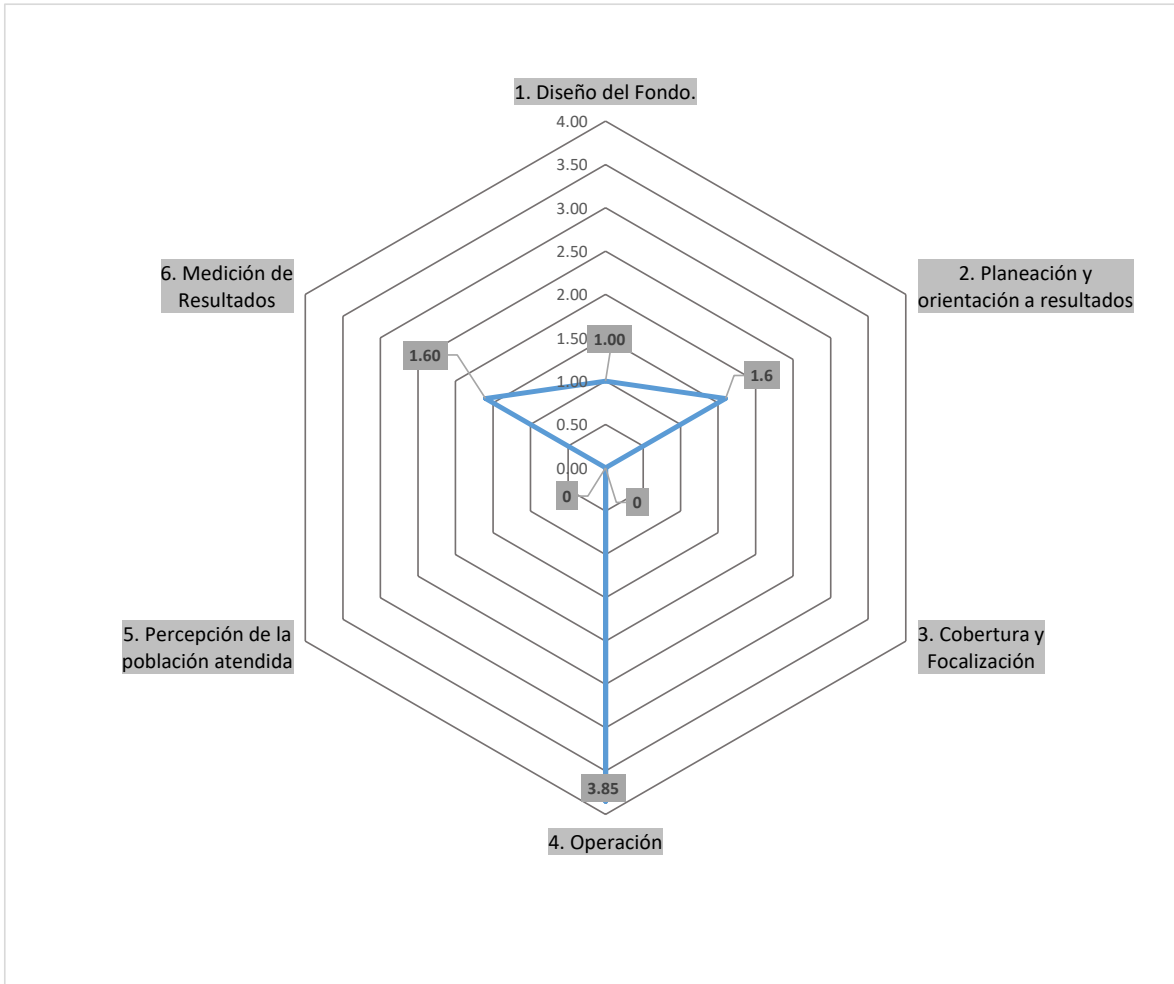 1. Diseño del Fondo.
4.00
3.50
3.00
2.50
2.00
1.50
1.00
0.50
0.00
2. Planeación y
orientación a resultados
3. Cobertura y
Focalización
4. Operación
5. Percepción de la
población atendida
6. Medición de
Resultados
1.00
1.6
0
3.85
0
1.60